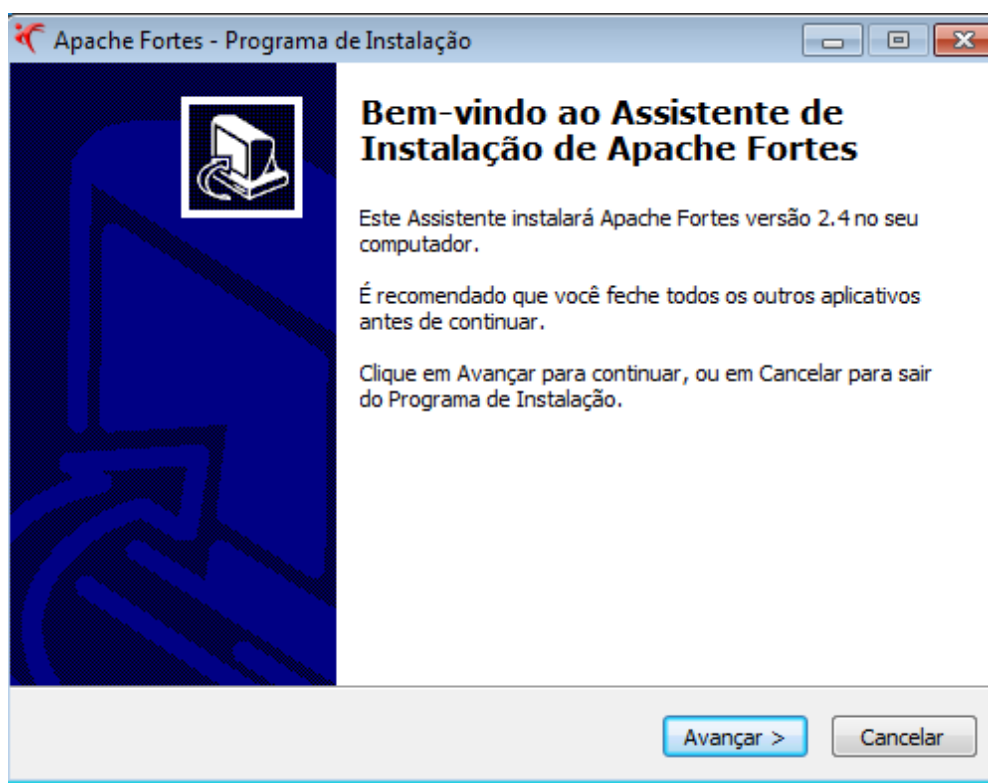 Apache Fortes - Programa de Instalação
Bem-vindo ao Assistente de
Instalação de Apache Fortes
Este Assistente instalará Apache Fortes versão 2.4 no seu
computador.
É recomendado que você feche todos os outros aplicativos
antes de continuar.
Clique em Avançar para continuar, ou em Cancelar para sair
do Programa de Instalação.
Avançar >
Cancelar